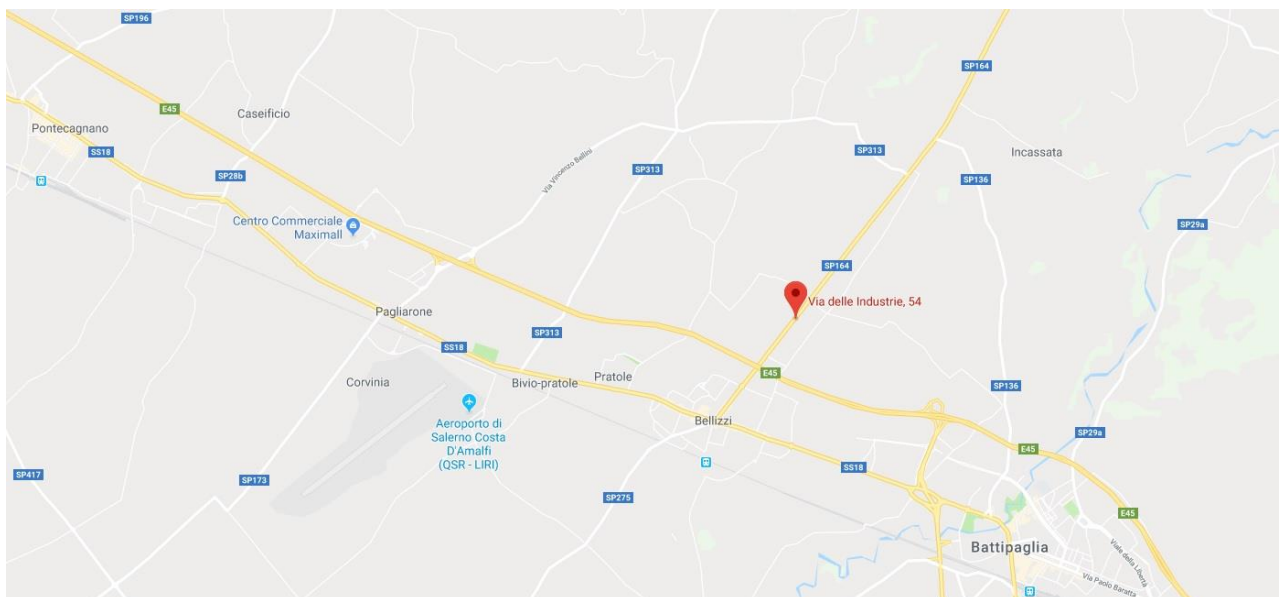 SP196
SP164
E45
Caseificio
Pontecagnano
SS18
Via Vincenzo Bellini
SP313
SP313
Incassata
SP28b
SP136
Centro Commerciale
Maximall
SP29a
SP164
Via delle Industrie, 54
Pagliarone
SP313
SS18
Corvinia
Bivio-pratole
Pratole
E45
SP136
Aeroporto di
Salerno Costa
D'Amalfi
(QSR - LIRI)
Bellizzi
SP29a
E45
SP417
SP173
SS18
SP275
E45
Battipaglia
Viale della Libertà
Via Paolo Baratta